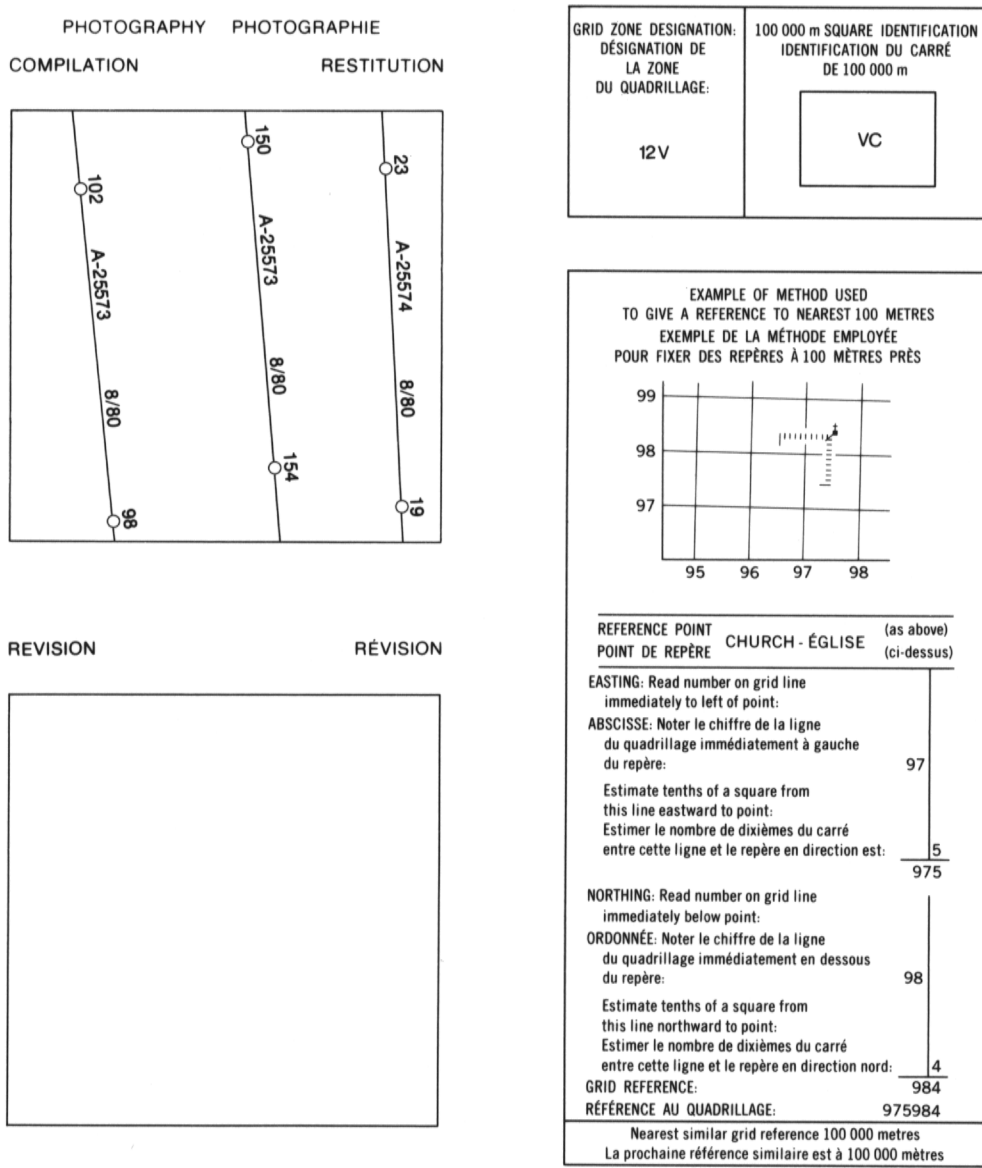 PHOTOGRAPHY PHOTOGRAPHIE
COMPILATION RESTITUTION
102
A-25573
8/80
98
150
A-25573
8/80
154
23
A-25574
8/80
19
REVISION RÉVISION
GRID ZONE DESIGNATION:
DÉSIGNATION DE
LA ZONE
DU QUADRILLAGE:
12V
100 000 m SQUARE IDENTIFICATION
IDENTIFICATION DU CARRÉ
DE 100 000 m
VC
EXAMPLE OF METHOD USED
TO GIVE A REFERENCE TO NEAREST 100 METRES
EXEMPLE DE LA MÉTHODE EMPLOYÉE
POUR FIXER DES REPÈRES À 100 MÈTRES PRÈS
99
98
97
95 96 97 98
REFERENCE POINT CHURCH - ÉGLISE (as above)
POINT DE REPÈRE (ci-dessus)
EASTING: Read number on grid line
immediately to left of point:
ABSCISSE: Noter le chiffre de la ligne
du quadrillage immédiatement à gauche
du repère: 97
Estimate tenths of a square from
this line eastward to point:
Estimer le nombre de dixièmes du carré
entre cette ligne et le repère en direction est: 5
975
NORTHING: Read number on grid line
immediately below point:
ORDONNÉE: Noter le chiffre de la ligne
du quadrillage immédiatement en dessous
du repère: 98
Estimate tenths of a square from
this line northward to point:
Estimer le nombre de dixièmes du carré
entre cette ligne et le repère en direction nord: 4
GRID REFERENCE: 984
RÉFÉRENCE AU QUADRILLAGE: 975984
Nearest similar grid reference 100 000 metres
La prochaine référence similaire est à 100 000 mètres